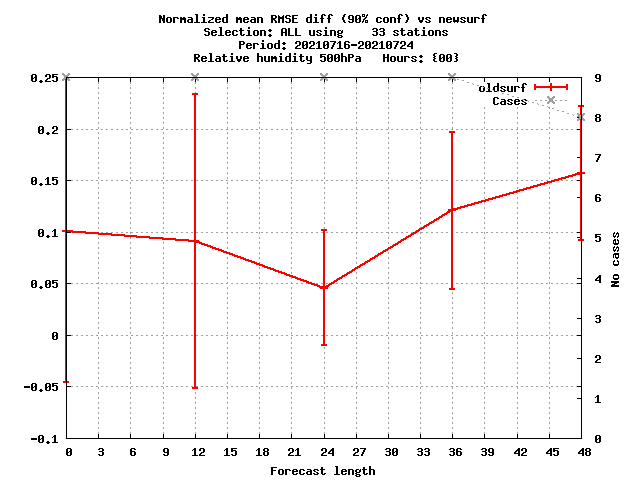 Normalized mean RMSE diff (90% conf) vs newsurf
Selection: ALL using    33 stations
Period: 20210716-20210724
Relative humidity 500hPa   Hours: {00}
0.25
0.2
0.15
0.1
0.05
0
-0.05
-0.1
oldsurf
Cases
9
8
7
6
5
4
3
2
1
0
No cases
0 3 6 9 12 15 18 21 24 27 30 33 36 39 42 45 48
Forecast length